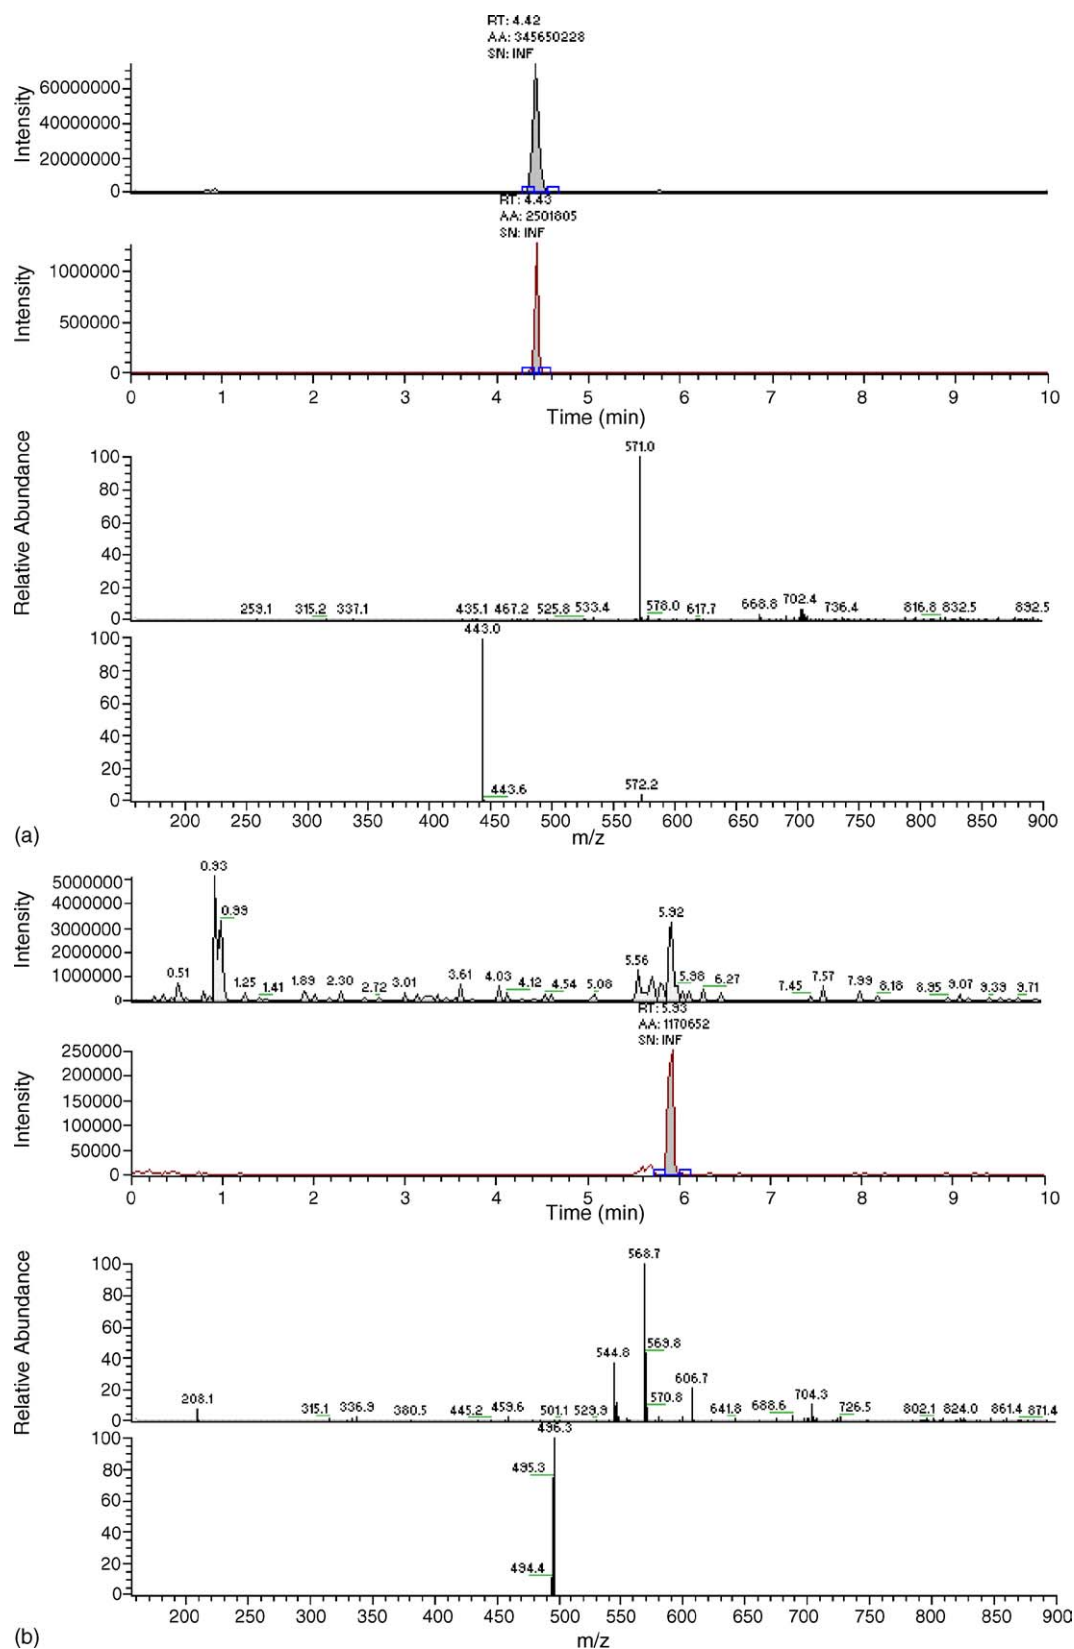 RT: 4.42
AA: 345650228
SN: INF
Intensity
60000000
40000000
20000000
0
RT: 4.43
AA: 2501805
SN: INF
Intensity
1000000
500000
0
0 1 2 3 4 5 6 7 8 9 10
Time (min)
Relative Abundance
571.0
100
80
60
40
20
0
259.1 315.2 337.1 435.1 467.2 525.8 533.4 578.0 617.7 668.8 702.4 736.4 816.8 832.5 892.5
443.0
100
80
60
40
20
0
443.6 572.2
200 250 300 350 400 450 500 550 600 650 700 750 800 850 900
m/z
(a)
Intensity
5000000
4000000
3000000
2000000
1000000
0
0.93
0.99
0.51 1.25 1.41 1.89 2.30 2.72 3.01 3.61 4.03 4.12 4.54 5.08 5.56 5.92 5.98 6.27 7.45 7.57 7.99 8.18 8.95 9.07 9.39 9.71
RT: 5.93
AA: 1170652
SN: INF
Intensity
250000
200000
150000
100000
50000
0
0 1 2 3 4 5 6 7 8 9 10
Time (min)
Relative Abundance
568.7
100
80
60
40
20
0
569.8
544.8
606.7
208.1 315.1 336.9 380.5 445.2 459.6 501.1 529.9 570.8 641.8 688.6 704.3 726.5 802.1 824.0 861.4 871.4
496.3
100
80
60
40
20
0
495.3
494.4
200 250 300 350 400 450 500 550 600 650 700 750 800 850 900
m/z
(b)